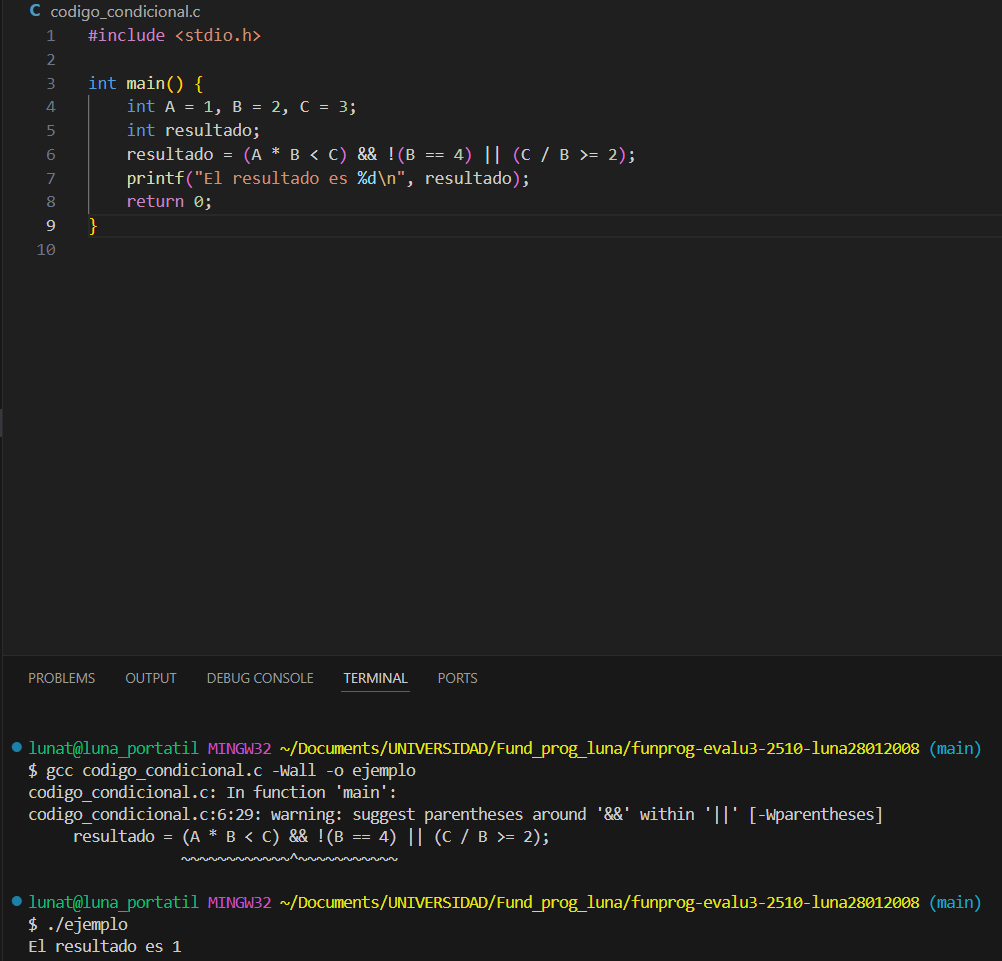 C codigo_condicional.c
1 #include <stdio.h>
2
3 int main() {
4     int A = 1, B = 2, C = 3;
5     int resultado;
6     resultado = (A * B < C) && !(B == 4) || (C / B >= 2);
7     printf("El resultado es %d\n", resultado);
8     return 0;
9 }
10
PROBLEMS OUTPUT DEBUG CONSOLE TERMINAL PORTS
lunat@luna_portatil MINGW32 ~/Documents/UNIVERSIDAD/Fund_prog_luna/funprog-evalu3-2510-luna28012008 (main)
$ gcc codigo_condicional.c -Wall -o ejemplo
codigo_condicional.c: In function 'main':
codigo_condicional.c:6:29: warning: suggest parentheses around '&&' within '||' [-Wparentheses]
     resultado = (A * B < C) && !(B == 4) || (C / B >= 2);
                 ~~~~~~~~~~~~^~~~~~~~~~~~
lunat@luna_portatil MINGW32 ~/Documents/UNIVERSIDAD/Fund_prog_luna/funprog-evalu3-2510-luna28012008 (main)
$ ./ejemplo
El resultado es 1